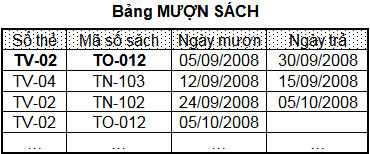 Bảng MƯỢN SÁCH
Số thẻ Mã số sách Ngày mượn Ngày trả
TV-02 TO-012 05/09/2008 30/09/2008
TV-04 TN-103 12/09/2008 15/09/2008
TV-02 TN-102 24/09/2008 05/10/2008
TV-02 TO-012 05/10/2008
... ... ... ...